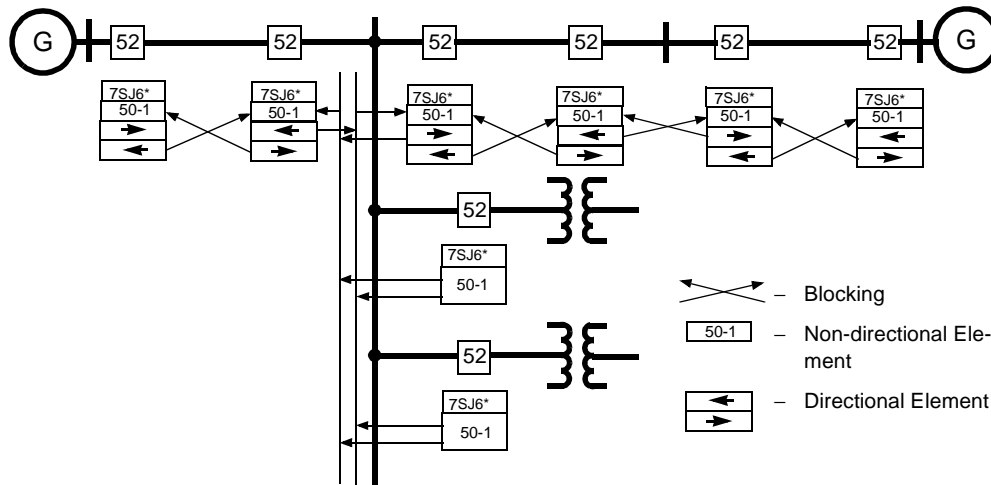 G
52
52
52
52
52
52
G
7SJ6*
50-1
7SJ6*
50-1
7SJ6*
50-1
7SJ6*
50-1
7SJ6*
50-1
7SJ6*
50-1
52
7SJ6*
50-1
52
7SJ6*
50-1
– Blocking
50-1 – Non-directional Ele-
ment
– Directional Element